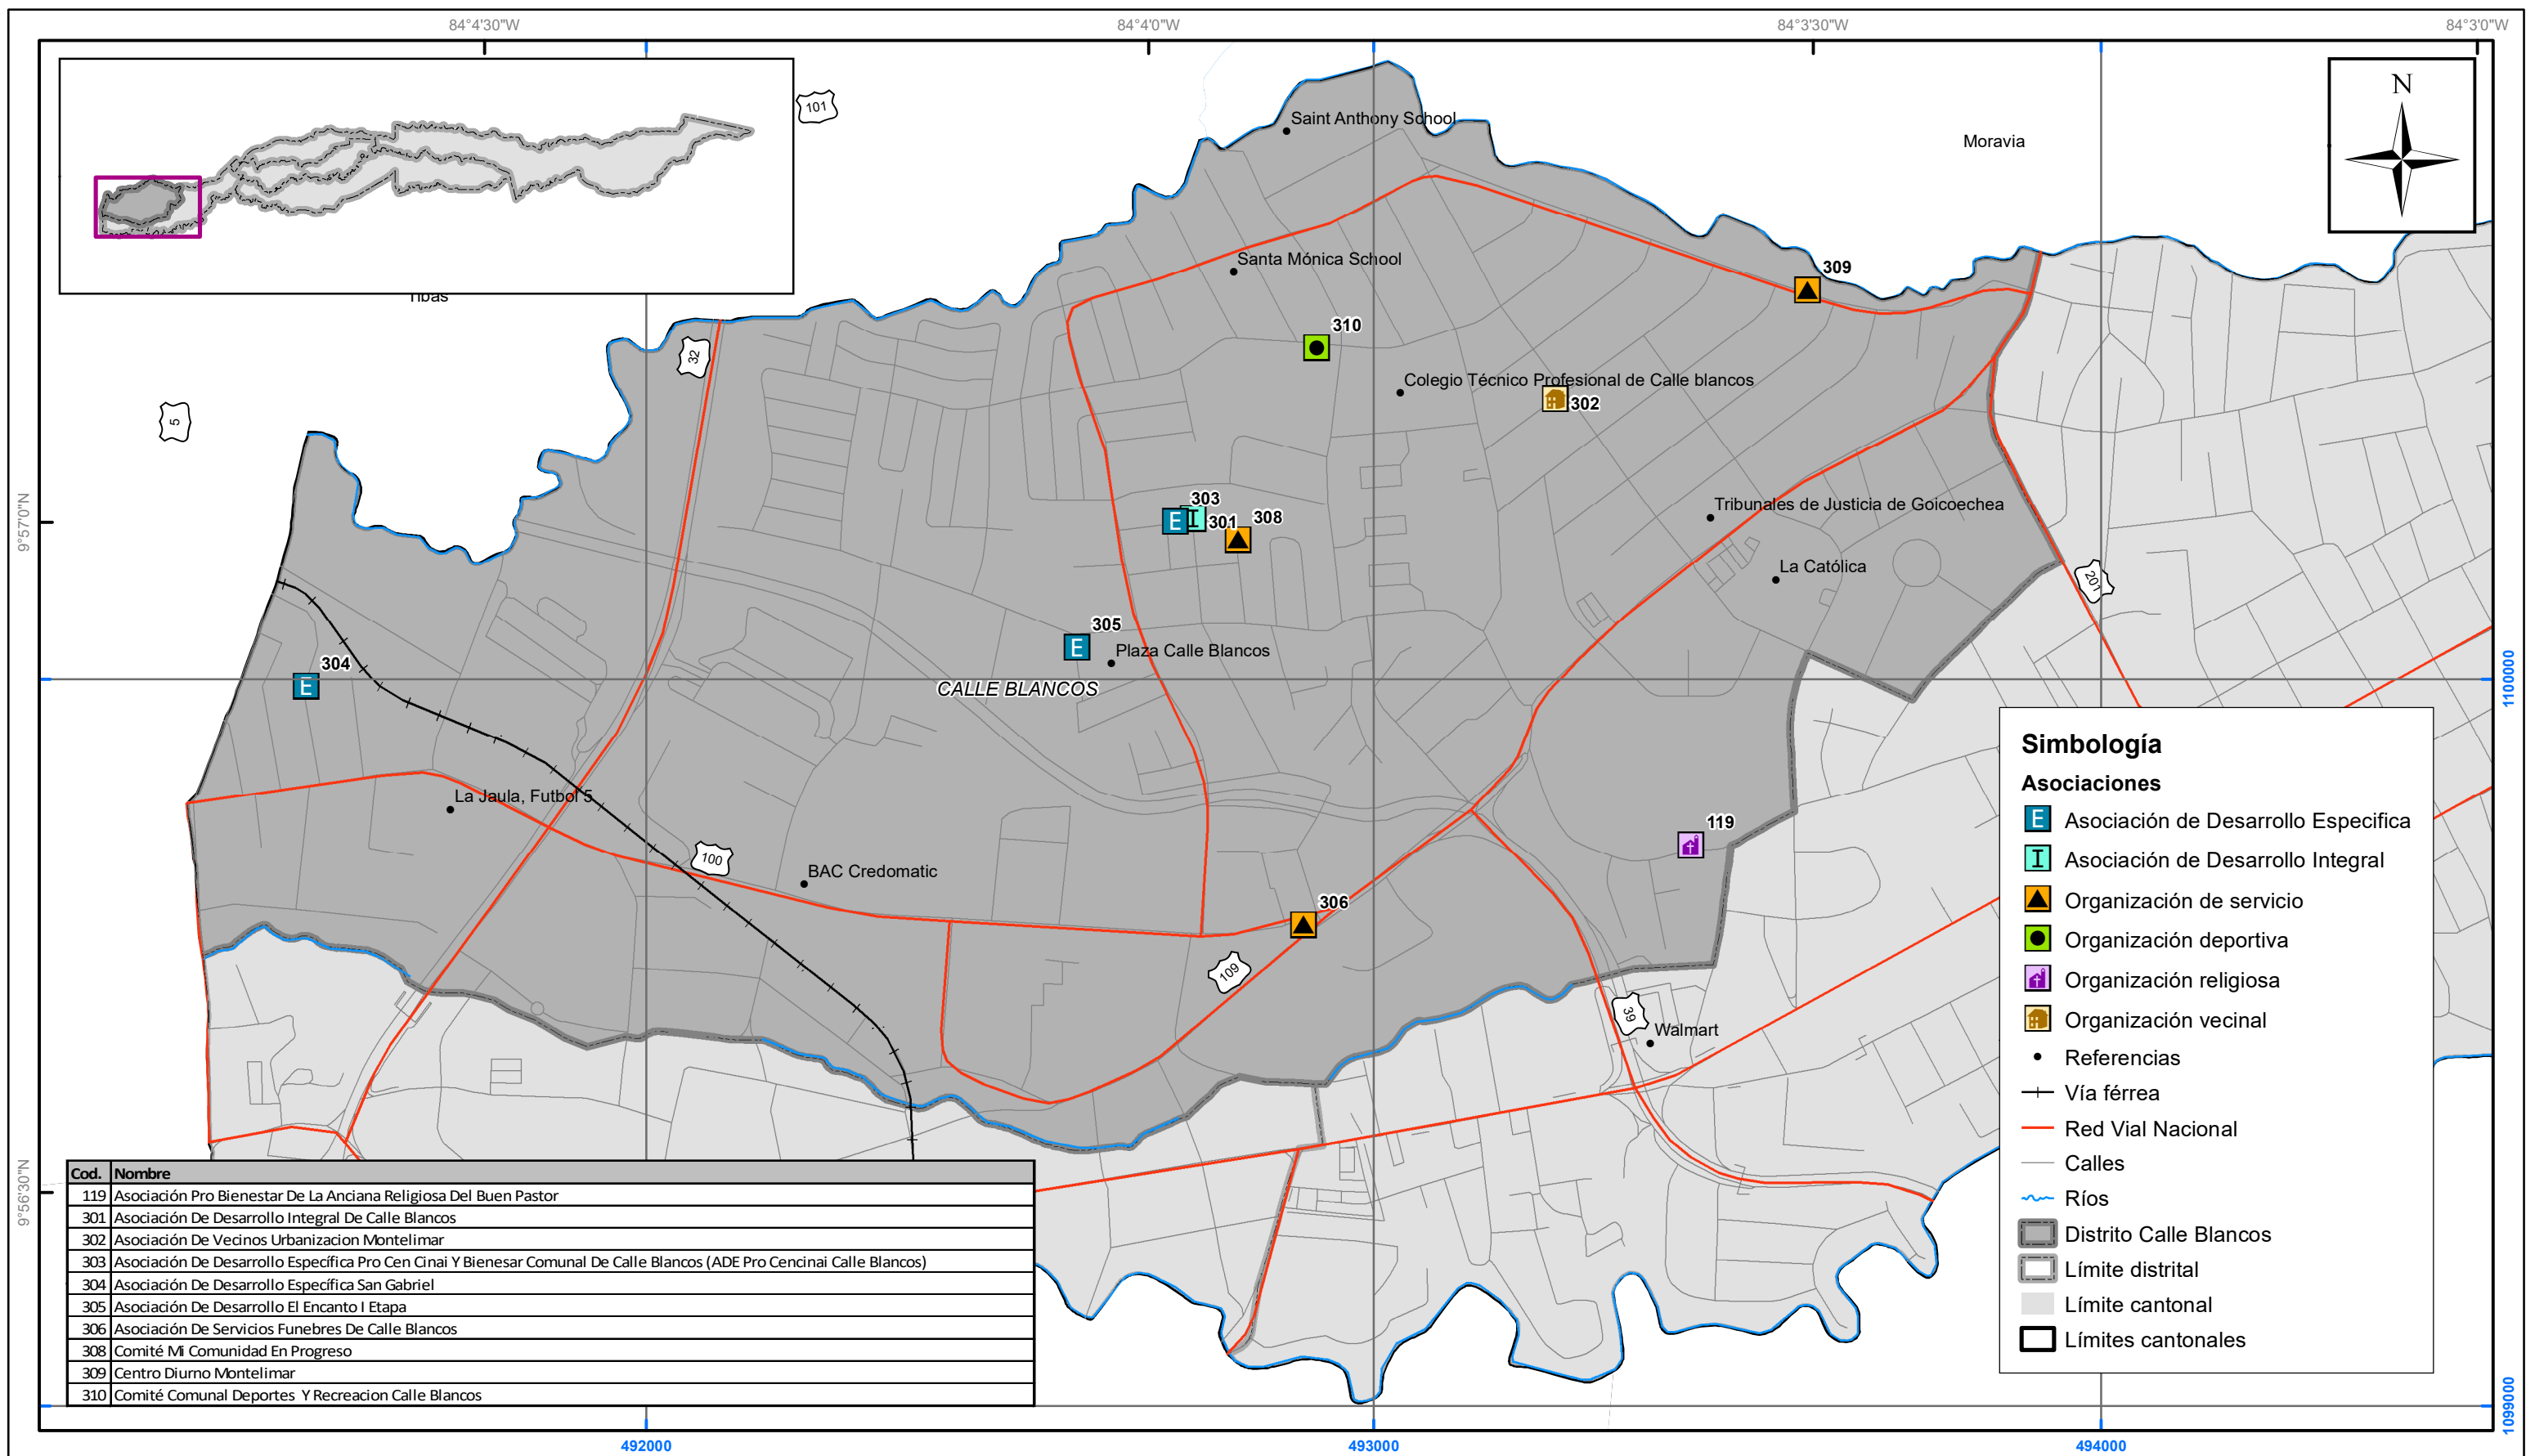 84°4'30"W
84°4'0"W
84°3'30"W
84°3'0"W
101
Saint Anthony School
Moravia
N
Santa Mónica School
309
Tibas
310
32
Colegio Técnico Profesional de Calle blancos
302
5
9°57'0"N
303
E
I
301
308
Tribunales de Justicia de Goicoechea
La Católica
201
305
E
Plaza Calle Blancos
304
E
CALLE BLANCOS
1100000
La Jaula, Futbol 5
100
BAC Credomatic
119
306
109
39
Walmart
Simbología
Asociaciones
E Asociación de Desarrollo Especifica
I Asociación de Desarrollo Integral
Organización de servicio
Organización deportiva
Organización religiosa
Organización vecinal
Referencias
Vía férrea
Red Vial Nacional
Calles
Ríos
Distrito Calle Blancos
Límite distrital
Límite cantonal
Límites cantonales
9°56'30"N
Cod. Nombre
119 Asociación Pro Bienestar De La Anciana Religiosa Del Buen Pastor
301 Asociación De Desarrollo Integral De Calle Blancos
302 Asociación De Vecinos Urbanizacion Montelimar
303 Asociación De Desarrollo Específica Pro Cen Cinai Y Bienesar Comunal De Calle Blancos (ADE Pro Cencinai Calle Blancos)
304 Asociación De Desarrollo Específica San Gabriel
305 Asociación De Desarrollo El Encanto I Etapa
306 Asociación De Servicios Funebres De Calle Blancos
308 Comité Mi Comunidad En Progreso
309 Centro Diurno Montelimar
310 Comité Comunal Deportes Y Recreacion Calle Blancos
1099000
492000
493000
494000